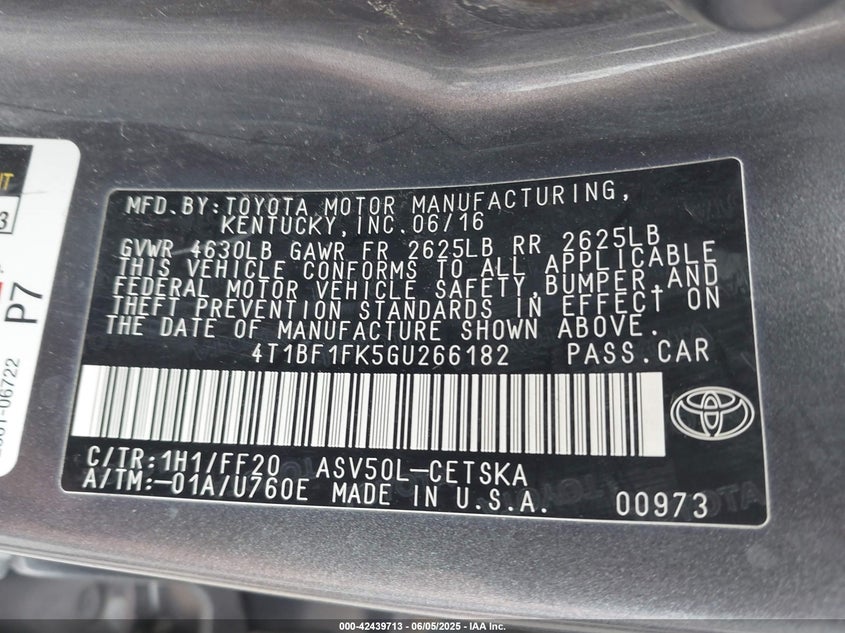 MFD.BY:TOYOTA MOTOR MANUFACTURING,
KENTUCKY, INC. 06/16
GVWR 4630LB GAWR FR 2625LB RR 2625LB
THIS VEHICLE CONFORMS TO ALL APPLICABLE
FEDERAL MOTOR VEHICLE SAFETY,BUMPER,AND
THEFT PREVENTION STANDARDS IN EFFECT ON
THE DATE OF MANUFACTURE SHOWN ABOVE.
4T1BF1FK5GU266182 PASS.CAR
C/TR:1H1/FF20 ASV50L-CETSKA
A/TM:-01A/U760E MADE IN U.S.A. 00973
P7
000-42439713 - 06/05/2025 - IAA Inc.